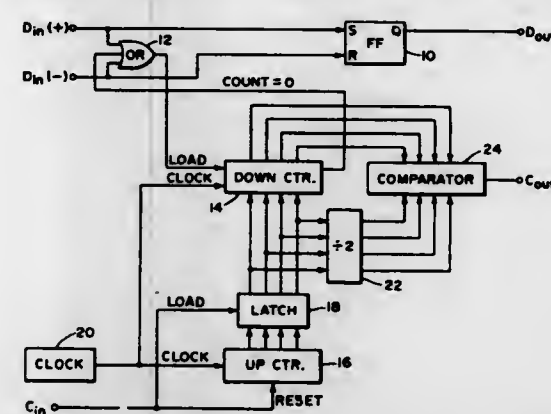 Din(+)
12
OR
Din(-)
S Q
FF
R
10
Dout
COUNT=0
24
LOAD
CLOCK
DOWN CTR.
14
COMPARATOR
Cout
÷2
22
LOAD
LATCH
18
20
CLOCK
CLOCK
UP CTR.
16
Cin
RESET